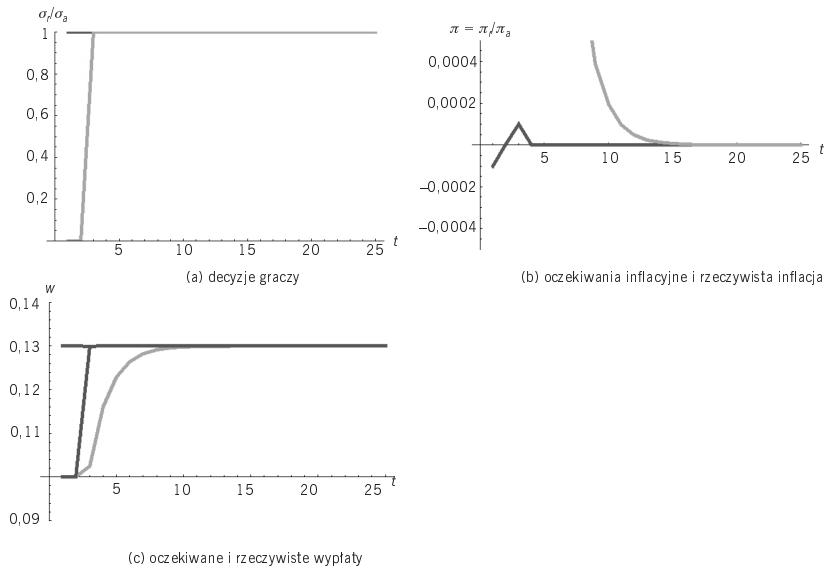 σr/σa
1
0,8
0,6
0,4
0,2
5 10 15 20 25 t
(a) decyzje graczy
π = πr/πa
0,0004
0,0002
5 10 15 20 25 t
–0,0002
–0,0004
(b) oczekiwania inflacyjne i rzeczywista inflacja
w
0,14
0,13
0,12
0,11
5 10 15 20 25 t
0,09
(c) oczekiwane i rzeczywiste wypłaty